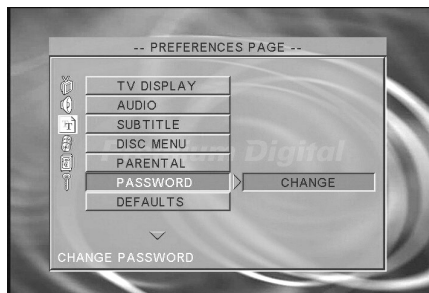 -- PREFERENCES PAGE --
TV DISPLAY
AUDIO
SUBTITLE
DISC MENU
PARENTAL
PASSWORD CHANGE
DEFAULTS
CHANGE PASSWORD